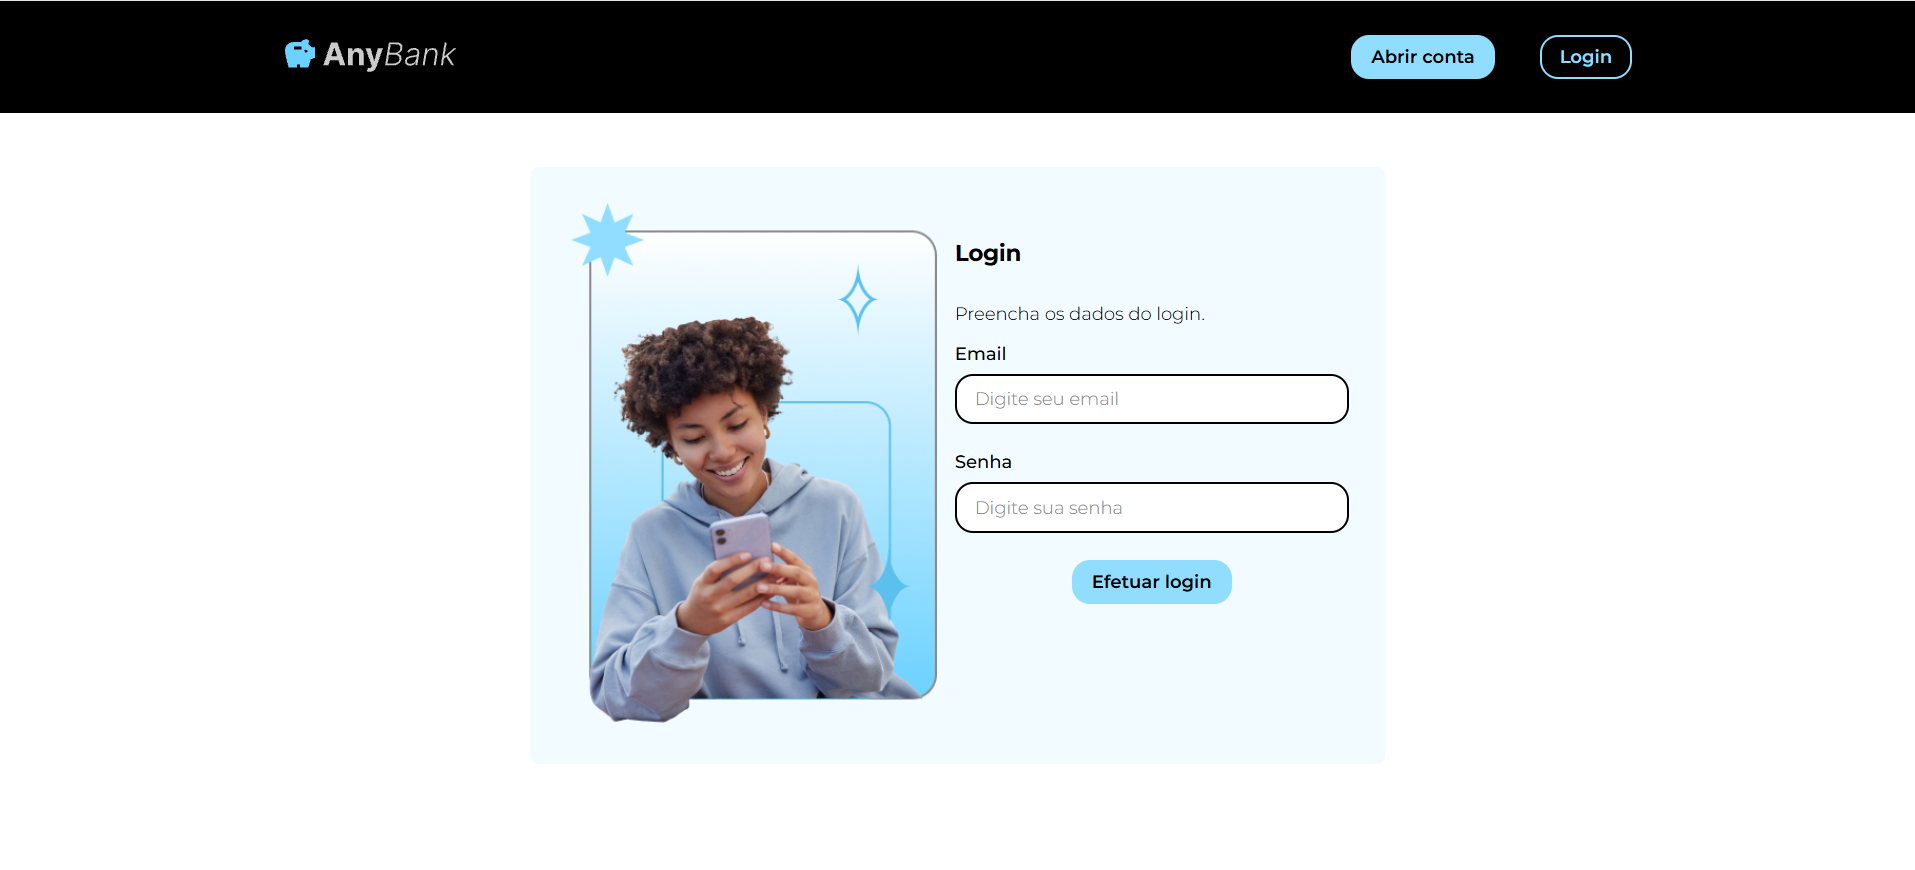 AnyBank
Abrir conta
Login
Login
Preencha os dados do login.
Email
Digite seu email
Senha
Digite sua senha
Efetuar login